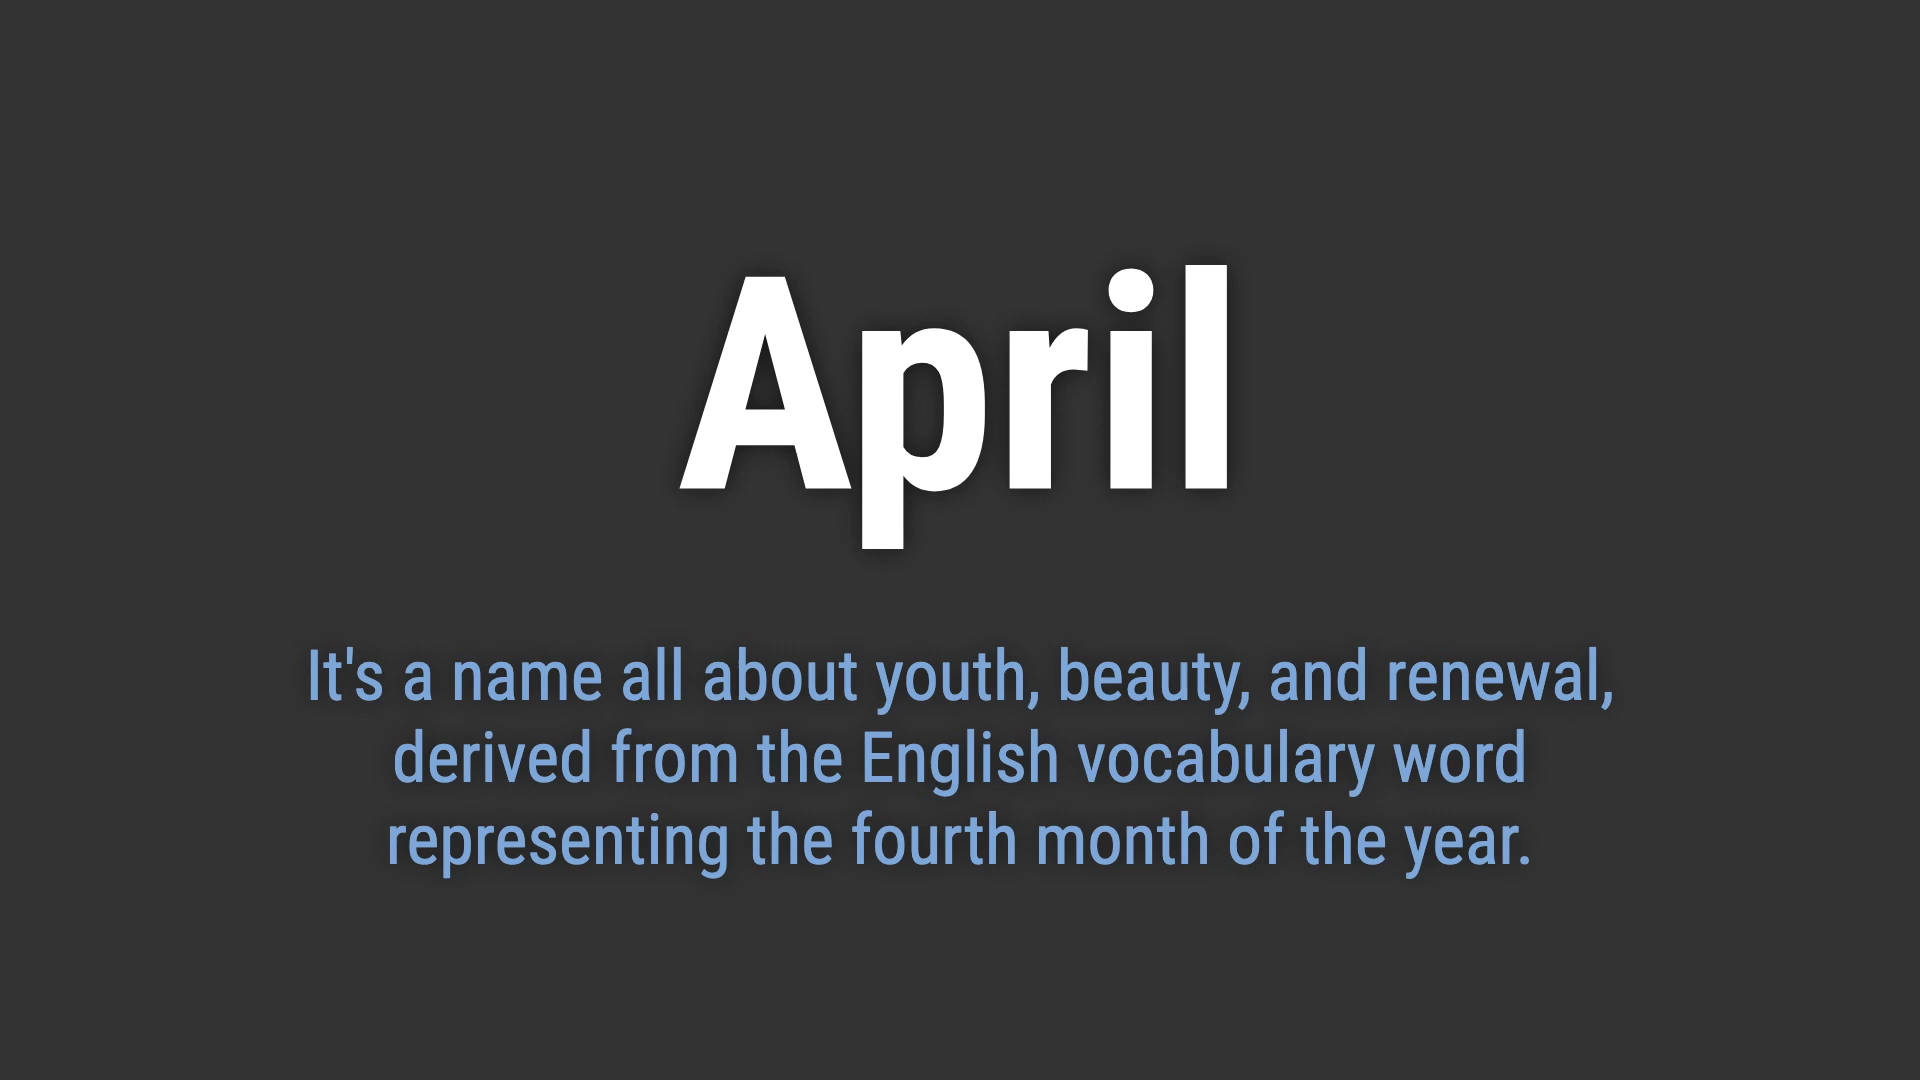 April
It's a name all about youth, beauty, and renewal,
derived from the English vocabulary word
representing the fourth month of the year.